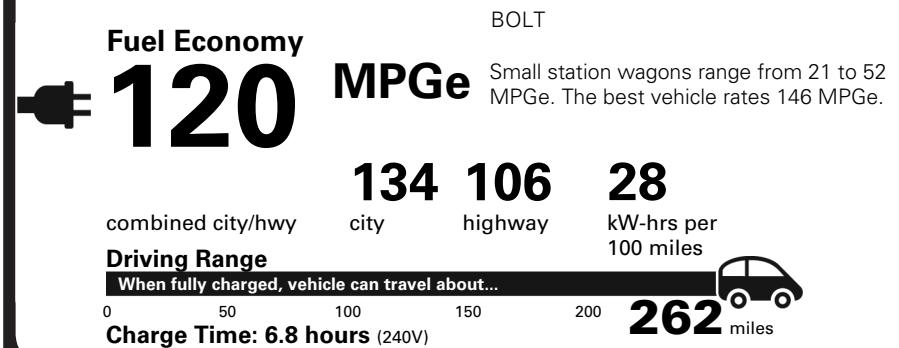 BOLT
Fuel Economy
120 MPGe
Small station wagons range from 21 to 52
MPGe. The best vehicle rates 146 MPGe.
134 106 28
combined city/hwy city highway kW-hrs per
100 miles
Driving Range
When fully charged, vehicle can travel about...
0 50 100 150 200 262 miles
Charge Time: 6.8 hours (240V)